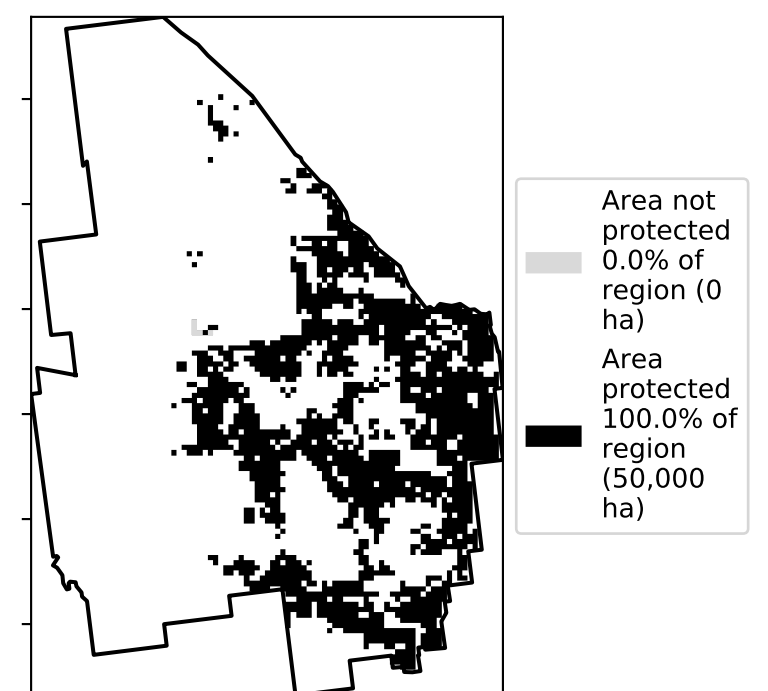 Area not
protected
0.0% of
region (0
ha)
Area
protected
100.0% of
region
(50,000
ha)